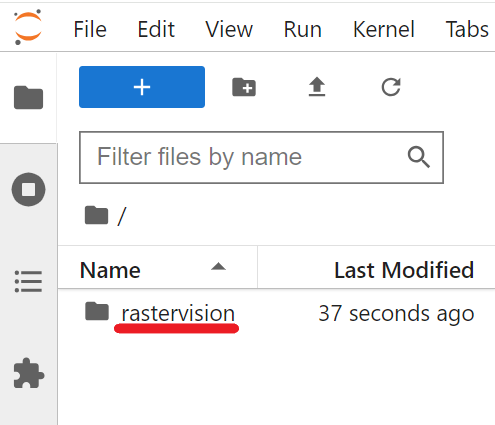 File Edit View Run Kernel Tabs
Filter files by name
/
Name Last Modified
rastervision 37 seconds ago